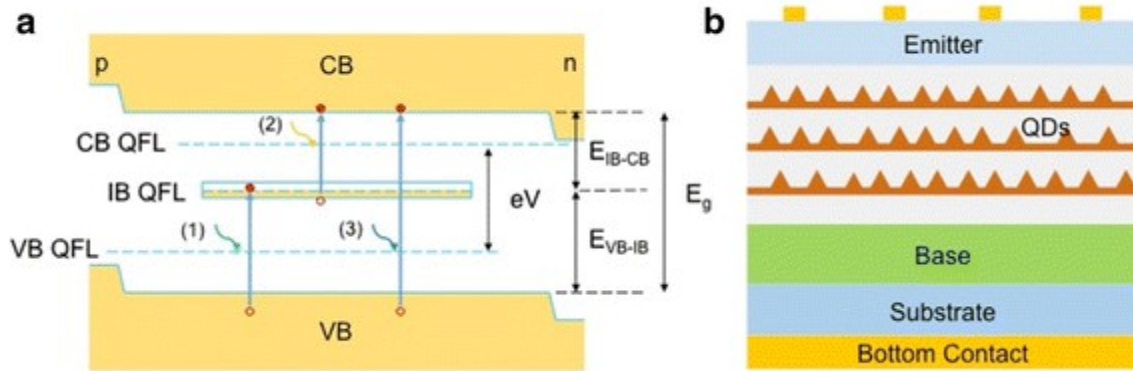 a
p
CB
n
(2)
CB QFL
E_IB-CB
IB QFL
eV
E_g
(1)
(3)
E_VB-IB
VB QFL
VB
b
Emitter
QDs
Base
Substrate
Bottom Contact